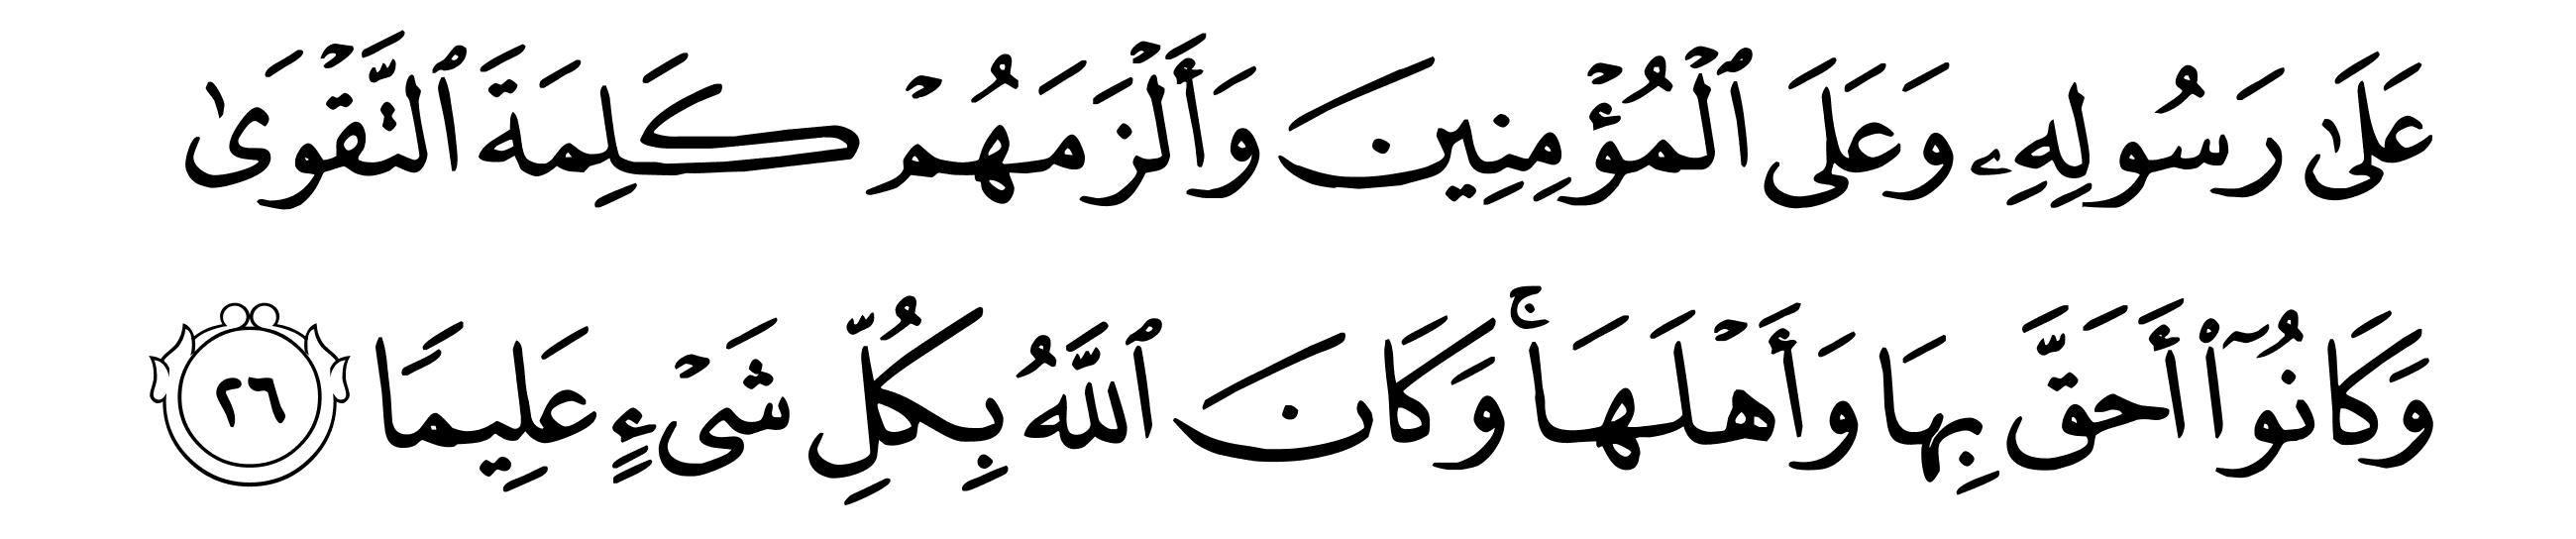 عَلَىٰ رَسُولِهِۦ وَعَلَى ٱلْمُؤْمِنِينَ وَأَلْزَمَهُمْ كَلِمَةَ ٱلتَّقْوَىٰ
وَكَانُوٓا۟ أَحَقَّ بِهَا وَأَهْلَهَا ۚ وَكَانَ ٱللَّهُ بِكُلِّ شَىْءٍ عَلِيمًا ٢٦